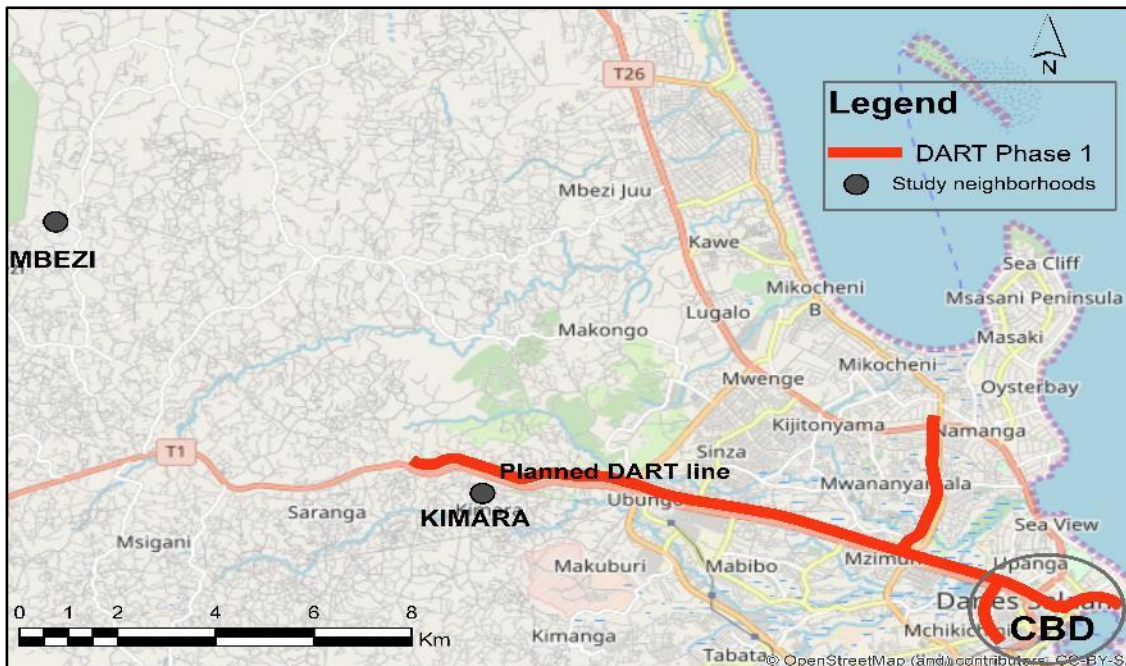 T26
N
Legend
DART Phase 1
Study neighborhoods
Mbezi Juu
MBEZI
Kawe
Sea Cliff
Mikocheni
B
Msasani Peninsula
Lugalo
Makongo
Masaki
Mwenge
Mikocheni
Oysterbay
Kijitonyama
Namanga
T1
Sinza
Planned DART line
Mwananyamala
Ubungo
Saranga
KIMARA
Sea View
Msigani
Mzimuni
Upanga
Makuburi
Mabibo
0 1 2 4 6 8
Km
Dar es Salaam
Kimanga
Mchikichini
CBD
Tabata
© OpenStreetMap (and) contributors, CC-BY-S